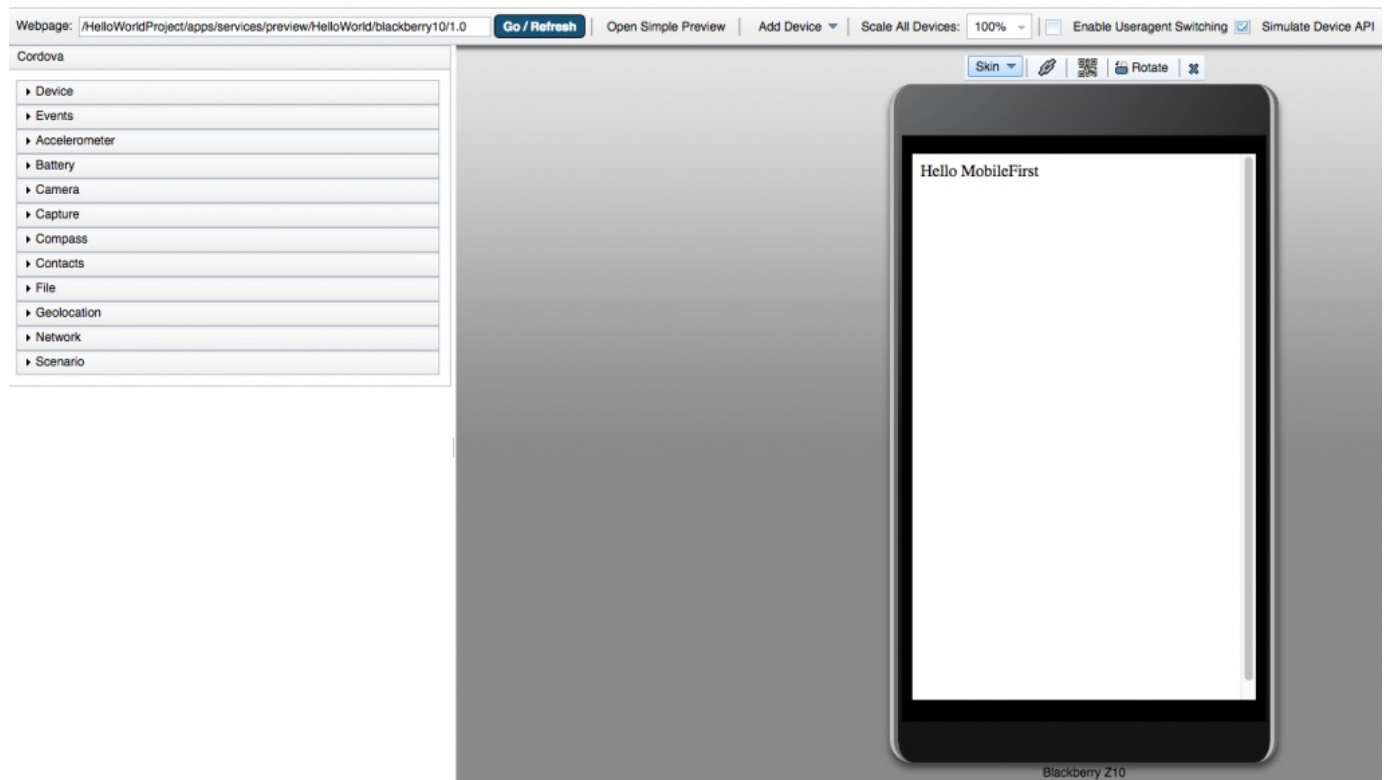 Webpage: /HelloWorldProject/apps/services/preview/HelloWorld/blackberry10/1.0 Go / Refresh Open Simple Preview Add Device Scale All Devices: 100% Enable Useragent Switching Simulate Device API
Cordova
Skin Rotate
Device
Events
Accelerometer
Battery
Camera
Capture
Compass
Contacts
File
Geolocation
Network
Scenario
Hello MobileFirst
Blackberry Z10